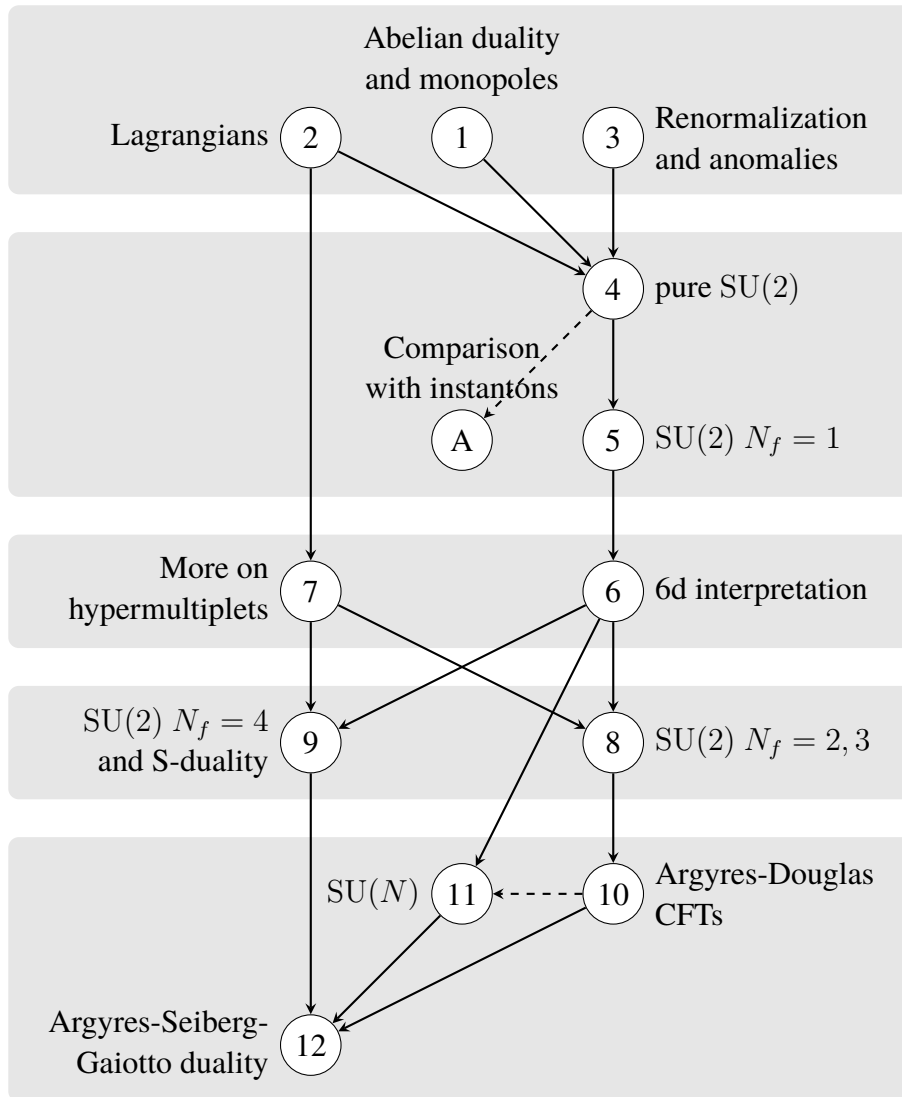 Abelian duality
and monopoles
Lagrangians
2
1
3
Renormalization
and anomalies
4
pure SU(2)
Comparison
with instantons
A
5
SU(2) N_f = 1
More on
hypermultiplets
7
6
6d interpretation
SU(2) N_f = 4
and S-duality
9
8
SU(2) N_f = 2, 3
SU(N)
11
10
Argyres-Douglas
CFTs
Argyres-Seiberg-
Gaiotto duality
12